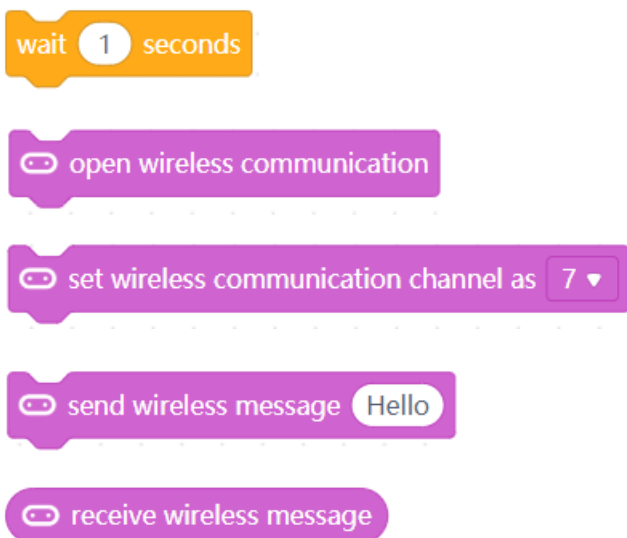 wait 1 seconds
open wireless communication
set wireless communication channel as 7
send wireless message Hello
receive wireless message